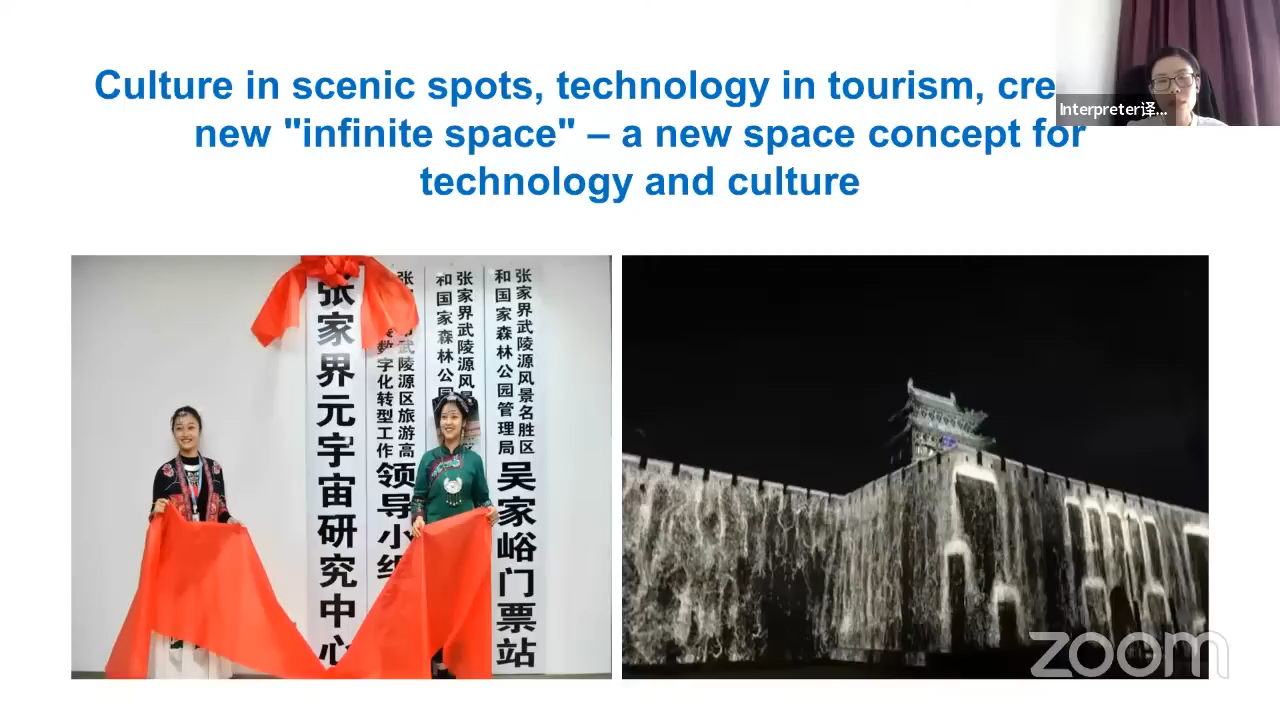 Culture in scenic spots, technology in tourism, cre
new "infinite space" – a new space concept for
technology and culture
Interpreter译...
张家界元宇宙研究中心
武陵源区旅游高
数字化转型工作
领导小组
张家界武陵源风
和国家森林公园
张家界武陵源风景名胜区
和国家森林公园管理局
吴家峪门票站
zoom